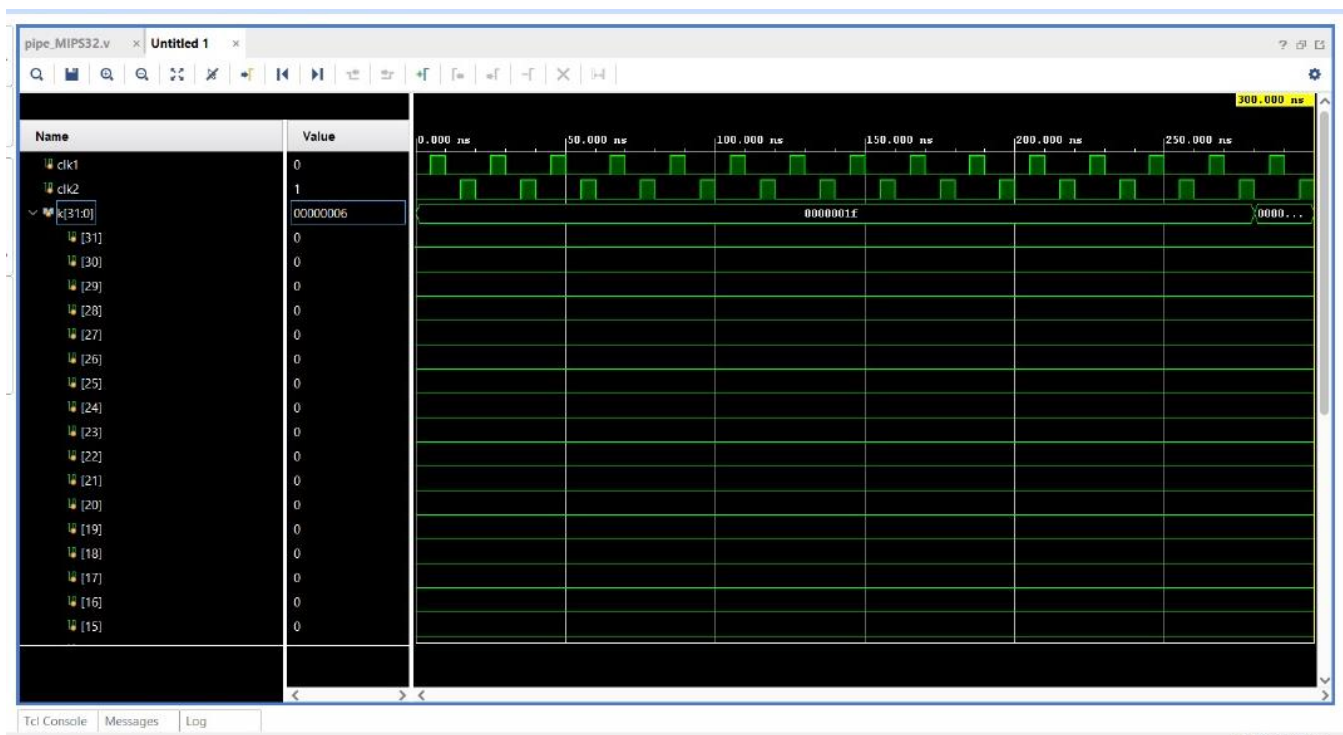 pipe_MIPS32.v × Untitled 1 × ?
300.000 ns
Name Value 0.000 ns 50.000 ns 100.000 ns 150.000 ns 200.000 ns 250.000 ns
clk1 0
clk2 1
k[31:0] 00000006 0000001f 0000...
[31] 0
[30] 0
[29] 0
[28] 0
[27] 0
[26] 0
[25] 0
[24] 0
[23] 0
[22] 0
[21] 0
[20] 0
[19] 0
[18] 0
[17] 0
[16] 0
[15] 0
Tcl Console Messages Log